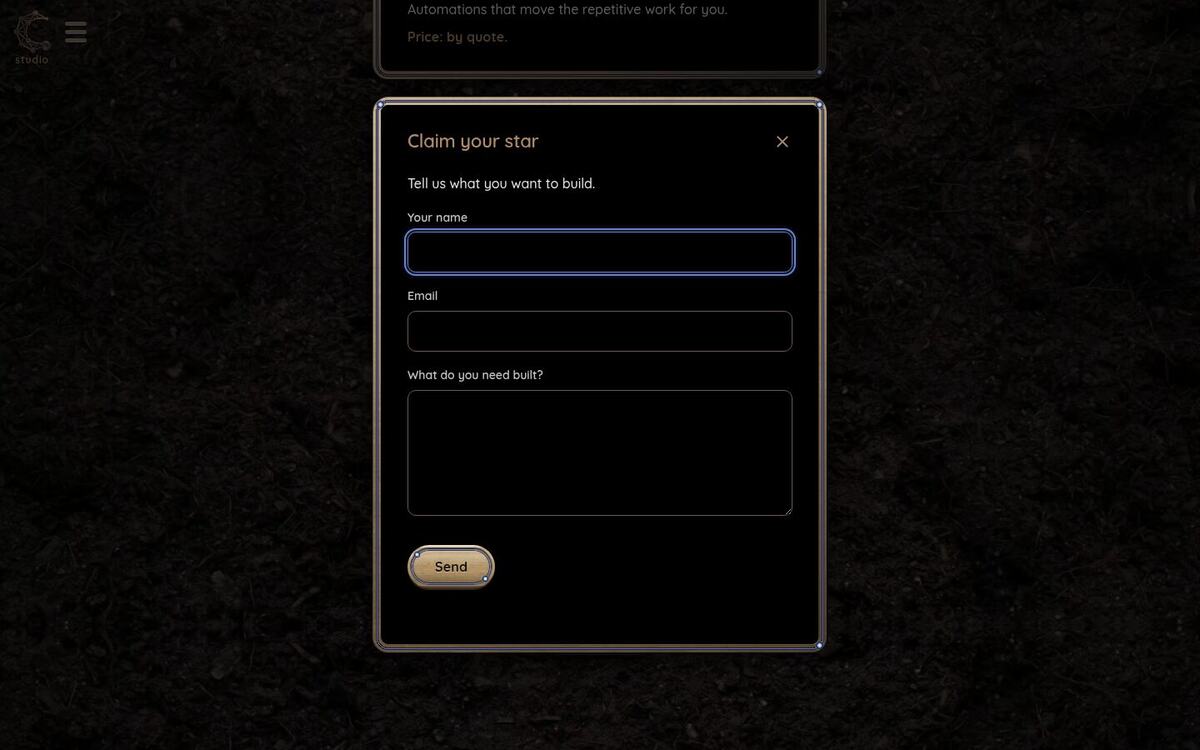 Automations that move the repetitive work for you.
Price: by quote.
studio
Claim your star
Tell us what you want to build.
Your name
Email
What do you need built?
Send